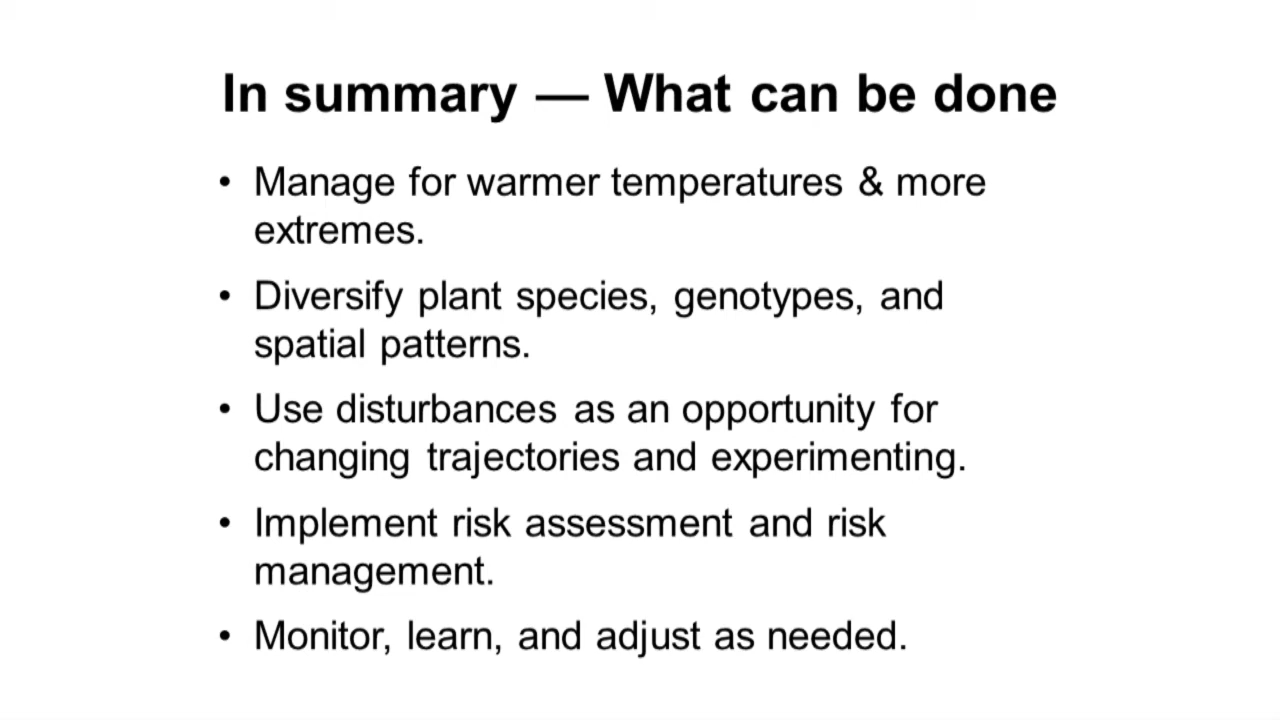 In summary — What can be done
• Manage for warmer temperatures & more
extremes.
• Diversify plant species, genotypes, and
spatial patterns.
• Use disturbances as an opportunity for
changing trajectories and experimenting.
• Implement risk assessment and risk
management.
• Monitor, learn, and adjust as needed.